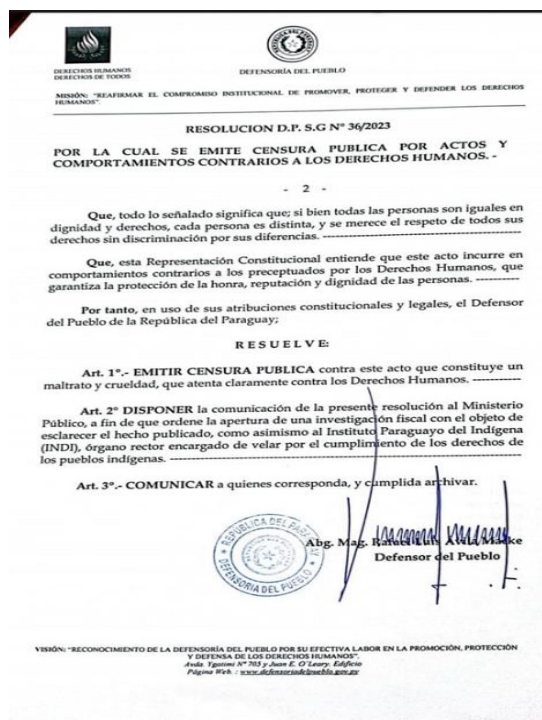 DERECHOS HUMANOS
DERECHOS DE TODOS
DEFENSORÍA DEL PUEBLO
MISIÓN: "REAFIRMAR EL COMPROMISO INSTITUCIONAL DE PROMOVER, PROTEGER Y DEFENDER LOS DERECHOS
HUMANOS".
RESOLUCION D.P. S.G Nº 36/2023
POR LA CUAL SE EMITE CENSURA PUBLICA POR ACTOS Y
COMPORTAMIENTOS CONTRARIOS A LOS DERECHOS HUMANOS. -
- 2 -
Que, todo lo señalado significa que; si bien todas las personas son iguales en
dignidad y derechos, cada persona es distinta, y se merece el respeto de todos sus
derechos sin discriminación por sus diferencias. ----------------------------------------
Que, esta Representación Constitucional entiende que este acto incurre en
comportamientos contrarios a los preceptuados por los Derechos Humanos, que
garantiza la protección de la honra, reputación y dignidad de las personas. -----------
Por tanto, en uso de sus atribuciones constitucionales y legales, el Defensor
del Pueblo de la República del Paraguay;
RESUELVE:
Art. 1º.- EMITIR CENSURA PUBLICA contra este acto que constituye un
maltrato y crueldad, que atenta claramente contra los Derechos Humanos. -----------
Art. 2º DISPONER la comunicación de la presente resolución al Ministerio
Público, a fin de que ordene la apertura de una investigación fiscal con el objeto de
esclarecer el hecho publicado, como asimismo al Instituto Paraguayo del Indígena
(INDI), órgano rector encargado de velar por el cumplimiento de los derechos de
los pueblos indígenas. ----------------------------------------------------------------
Art. 3º.- COMUNICAR a quienes corresponda, y cumplida archivar.
REPÚBLICA DEL PARAGUAY
DEFENSORIA DEL PUEBLO
Abg. Mag. Rafael Luis Avila Macke
Defensor del Pueblo
VISIÓN: "RECONOCIMIENTO DE LA DEFENSORÍA DEL PUEBLO POR SU EFECTIVA LABOR EN LA PROMOCIÓN, PROTECCIÓN
Y DEFENSA DE LOS DERECHOS HUMANOS".
Avda. Ygatimi Nº 705 y Juan E. O'Leary. Edificio
Página Web. : www.defensoriadelpueblo.gov.py